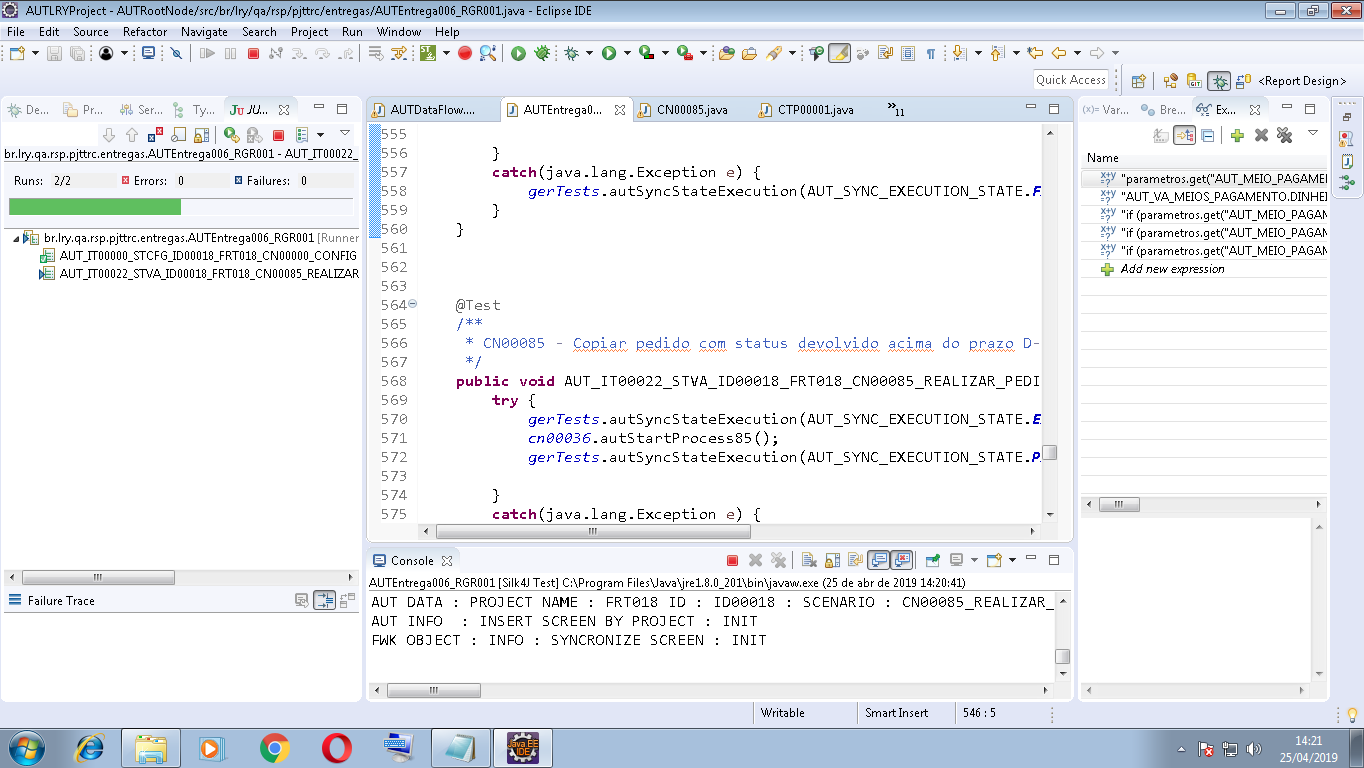 AUTLRYProject - AUTRootNode/src/br/lry/qa/rsp/pjttrc/entregas/AUTEntrega006_RGR001.java - Eclipse IDE
File Edit Source Refactor Navigate Search Project Run Window Help
Quick Access
<Report Design>
De... Pr... Ser... Ty... JU JU...
br.lry.qa.rsp.pjttrc.entregas.AUTEntrega006_RGR001 - AUT_IT00022_
Runs: 2/2 Errors: 0 Failures: 0
br.lry.qa.rsp.pjttrc.entregas.AUTEntrega006_RGR001 [Runner
AUT_IT00000_STCFG_ID00018_FRT018_CN00000_CONFIG
AUT_IT00022_STVA_ID00018_FRT018_CN00085_REALIZAR
Failure Trace
AUTDataFlow.... AUTEntrega0... CN00085.java CTP00001.java »11
555
556 }
557 catch(java.lang.Exception e) {
558 gerTests.autSyncStateExecution(AUT_SYNC_EXECUTION_STATE.F
559 }
560 }
561
562
563
564 @Test
565 /**
566 * CN00085 - Copiar pedido com status devolvido acima do prazo D-
567 */
568 public void AUT_IT00022_STVA_ID00018_FRT018_CN00085_REALIZAR_PEDI
569 try {
570 gerTests.autSyncStateExecution(AUT_SYNC_EXECUTION_STATE.E
571 cn00036.autStartProcess85();
572 gerTests.autSyncStateExecution(AUT_SYNC_EXECUTION_STATE.P
573
574 }
575 catch(java.lang.Exception e) {
Console
AUTEntrega006_RGR001 [Silk4J Test] C:\Program Files\Java\jre1.8.0_201\bin\javaw.exe (25 de abr de 2019 14:20:41)
AUT DATA : PROJECT NAME : FRT018 ID : ID00018 : SCENARIO : CN00085_REALIZAR_
AUT INFO  : INSERT SCREEN BY PROJECT : INIT
FWK OBJECT : INFO : SYNCRONIZE SCREEN : INIT
(x)= Var... Bre... Ex...
Name
"parametros.get("AUT_MEIO_PAGAME
"AUT_VA_MEIOS_PAGAMENTO.DINHEI
"if (parametros.get("AUT_MEIO_PAGAM
"if (parametros.get("AUT_MEIO_PAGAM
"if (parametros.get("AUT_MEIO_PAGAM
Add new expression
Writable Smart Insert 546 : 5
Java EE
IDE
14:21
25/04/2019